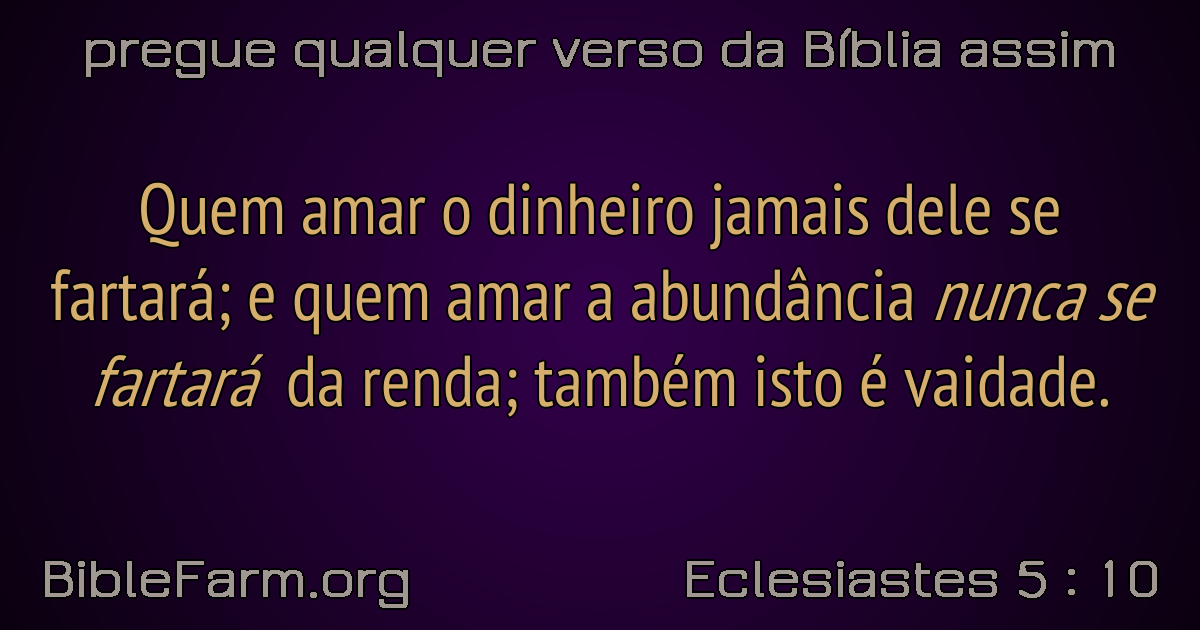 pregue qualquer verso da Bíblia assim
Quem amar o dinheiro jamais dele se
fartará; e quem amar a abundância nunca se
fartará da renda; também isto é vaidade.
BibleFarm.org
Eclesiastes 5 : 10